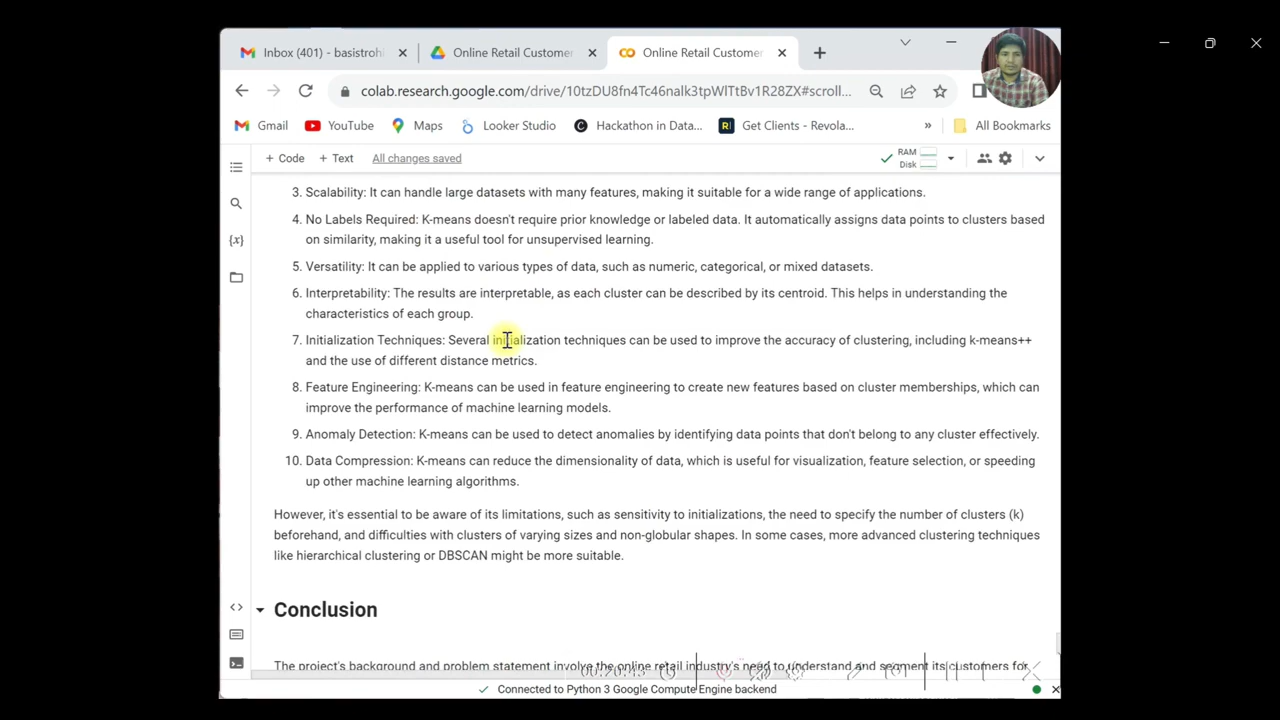 Inbox (401) - basistrohi
Online Retail Customer
Online Retail Customer
colab.research.google.com/drive/10tzDU8fn4Tc46nalk3tpWlTtBv1R28ZX#scroll...
Gmail YouTube Maps Looker Studio Hackathon in Data... Get Clients - Revola... » All Bookmarks
+ Code + Text All changes saved RAM
Disk
3. Scalability: It can handle large datasets with many features, making it suitable for a wide range of applications.
4. No Labels Required: K-means doesn't require prior knowledge or labeled data. It automatically assigns data points to clusters based
on similarity, making it a useful tool for unsupervised learning.
5. Versatility: It can be applied to various types of data, such as numeric, categorical, or mixed datasets.
6. Interpretability: The results are interpretable, as each cluster can be described by its centroid. This helps in understanding the
characteristics of each group.
7. Initialization Techniques: Several initialization techniques can be used to improve the accuracy of clustering, including k-means++
and the use of different distance metrics.
8. Feature Engineering: K-means can be used in feature engineering to create new features based on cluster memberships, which can
improve the performance of machine learning models.
9. Anomaly Detection: K-means can be used to detect anomalies by identifying data points that don't belong to any cluster effectively.
10. Data Compression: K-means can reduce the dimensionality of data, which is useful for visualization, feature selection, or speeding
up other machine learning algorithms.
However, it's essential to be aware of its limitations, such as sensitivity to initializations, the need to specify the number of clusters (k)
beforehand, and difficulties with clusters of varying sizes and non-globular shapes. In some cases, more advanced clustering techniques
like hierarchical clustering or DBSCAN might be more suitable.
Conclusion
The project's background and problem statement involve the online retail industry's need to understand and segment its customers for
Connected to Python 3 Google Compute Engine backend